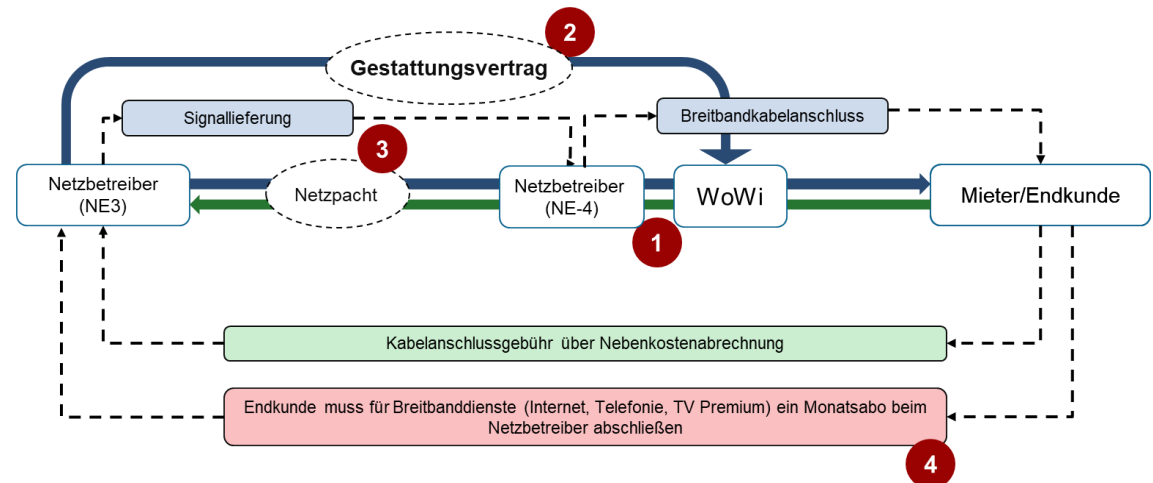 2
Gestattungsvertrag
Signallieferung
Breitbandkabelanschluss
3
Netzbetreiber
(NE3)
Netzpacht
Netzbetreiber
(NE-4)
WoWi
Mieter/Endkunde
1
Kabelanschlussgebühr über Nebenkostenabrechnung
Endkunde muss für Breitbanddienste (Internet, Telefonie, TV Premium) ein Monatsabo beim
Netzbetreiber abschließen
4